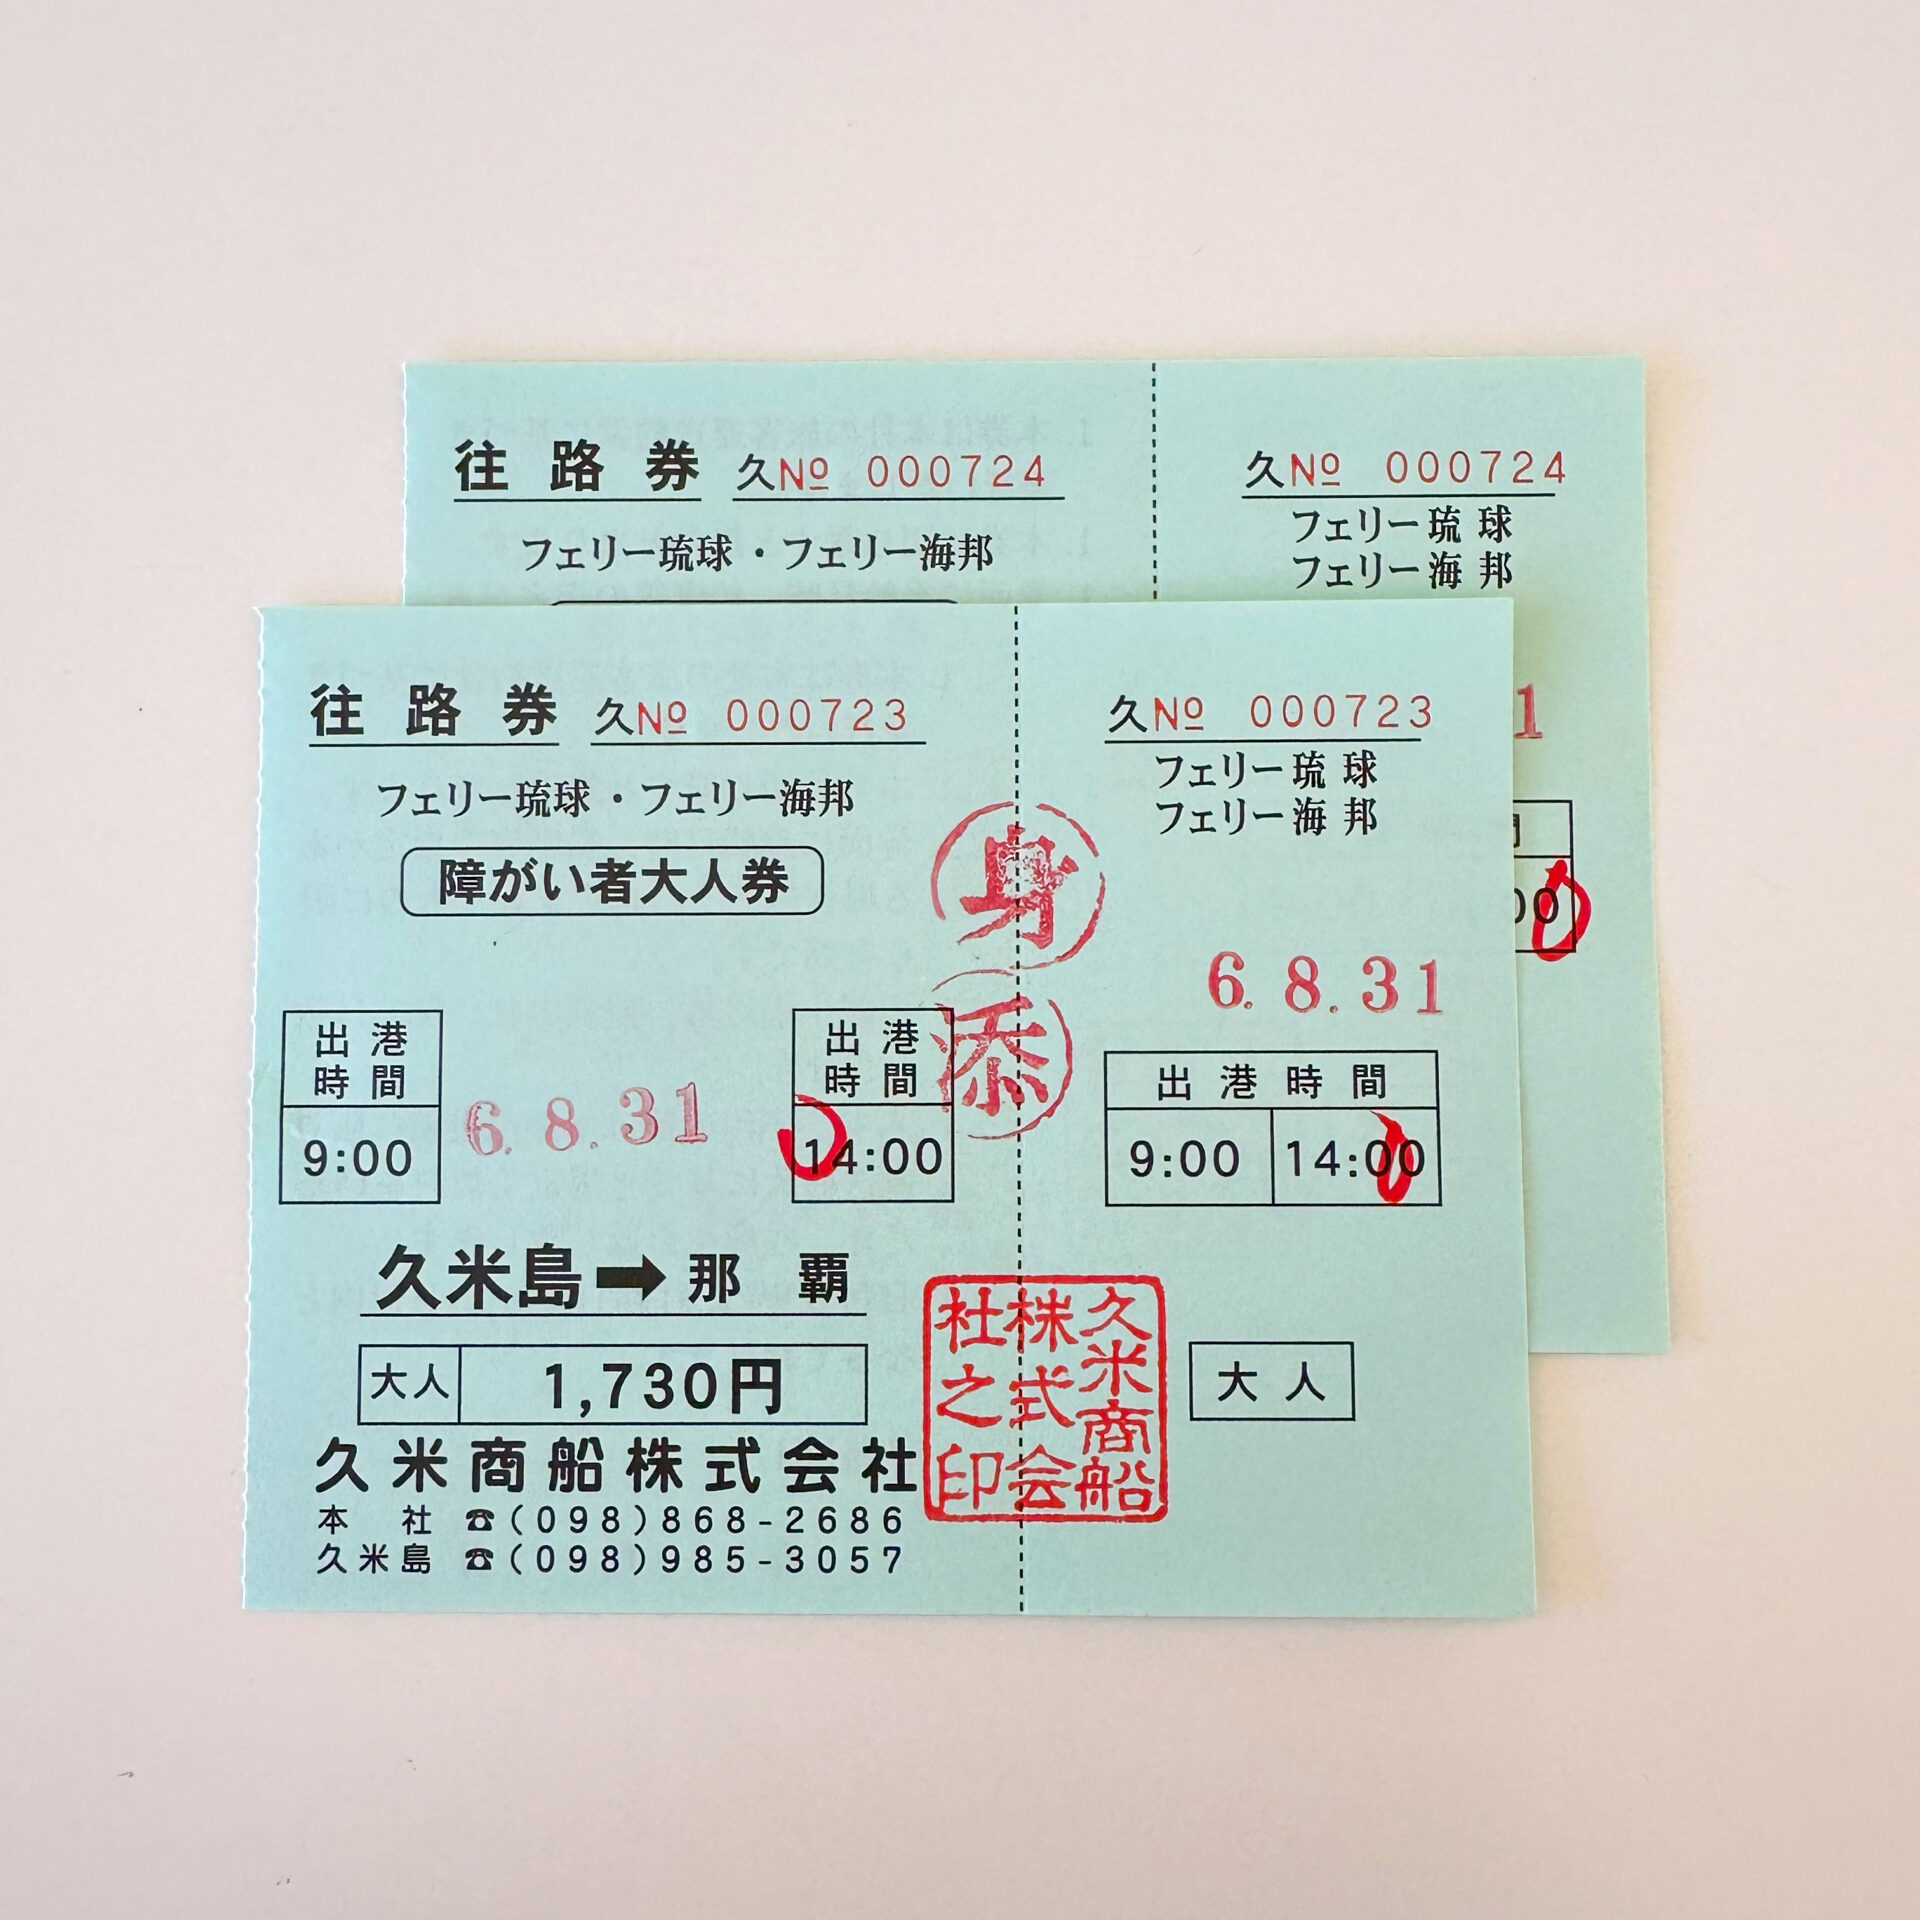 往路券 久№ 000724
フェリー琉球・フェリー海邦
久№ 000724
フェリー琉球
フェリー海邦
1
00
往路券 久№ 000723
フェリー琉球・フェリー海邦
障がい者大人券
出港時間
9:00
6.8.31
出港時間
14:00
久米島➡那覇
大人 1,730円
久米商船株式会社
本社 ☎(098)868-2686
久米島 ☎(098)985-3057
身
添
久米商船
株式会
社之印
久№ 000723
フェリー琉球
フェリー海邦
6.8.31
出港時間
9:00 14:00
大人